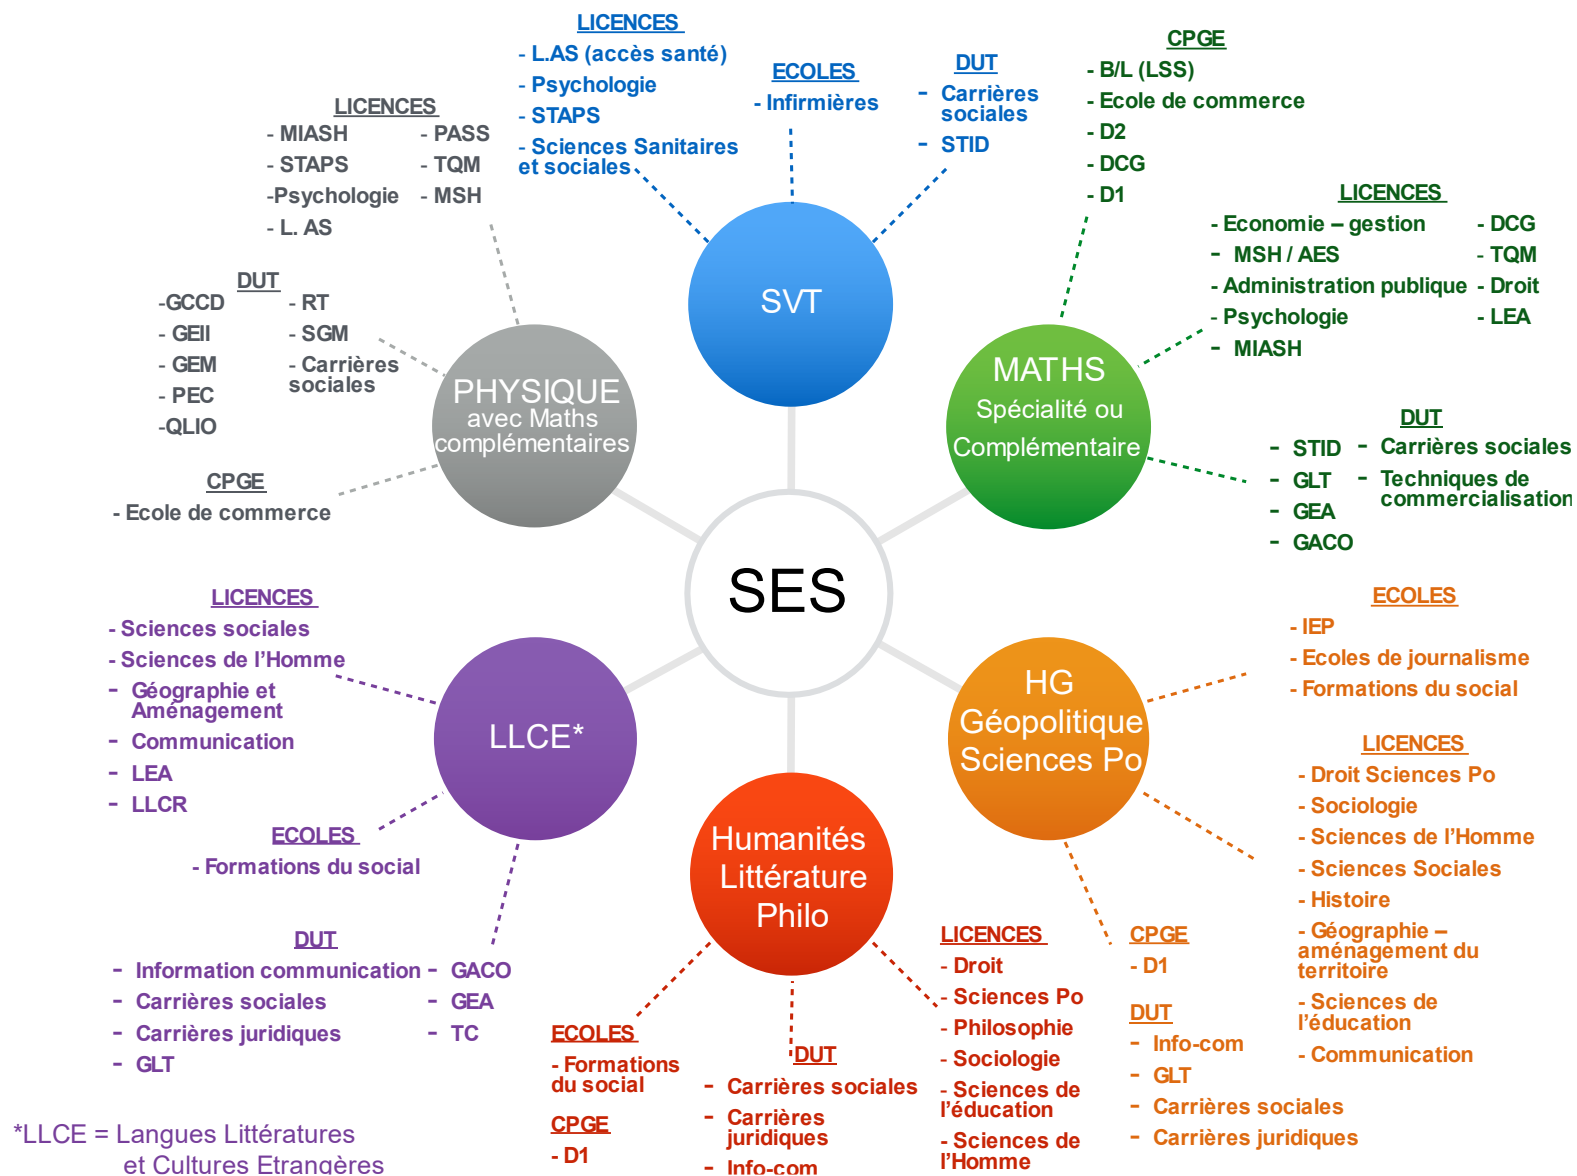 LICENCES
- L.AS (accès santé)
- Psychologie
- STAPS
- Sciences Sanitaires
et sociales
ECOLES
- Infirmières
DUT
- Carrières
sociales
- STID
SVT
CPGE
- B/L (LSS)
- Ecole de commerce
- D2
- DCG
- D1
LICENCES
- Economie – gestion
- MSH / AES
- Administration publique
- Psychologie
- MIASH
- DCG
- TQM
- Droit
- LEA
DUT
- STID
- GLT
- GEA
- GACO
- Carrières sociales
- Techniques de
commercialisation
MATHS
Spécialité ou
Complémentaire
LICENCES
- MIASH
- STAPS
-Psychologie
- L. AS
- PASS
- TQM
- MSH
DUT
-GCCD
- GEII
- GEM
- PEC
-QLIO
- RT
- SGM
- Carrières
sociales
CPGE
- Ecole de commerce
PHYSIQUE
avec Maths
complémentaires
SES
LICENCES
- Sciences sociales
- Sciences de l’Homme
- Géographie et
Aménagement
- Communication
- LEA
- LLCR
ECOLES
- Formations du social
DUT
- Information communication
- Carrières sociales
- Carrières juridiques
- GLT
- GACO
- GEA
- TC
LLCE*
ECOLES
- IEP
- Ecoles de journalisme
- Formations du social
LICENCES
- Droit Sciences Po
- Sociologie
- Sciences de l’Homme
- Sciences Sociales
- Histoire
- Géographie –
aménagement du
territoire
- Sciences de
l’éducation
- Communication
CPGE
- D1
DUT
- Info-com
- GLT
- Carrières sociales
- Carrières juridiques
HG
Géopolitique
Sciences Po
Humanités
Littérature
Philo
ECOLES
- Formations
du social
CPGE
- D1
DUT
- Carrières sociales
- Carrières
juridiques
- Info-com
LICENCES
- Droit
- Sciences Po
- Philosophie
- Sociologie
- Sciences de
l’éducation
- Sciences de
l’Homme
*LLCE = Langues Littératures
et Cultures Etrangères